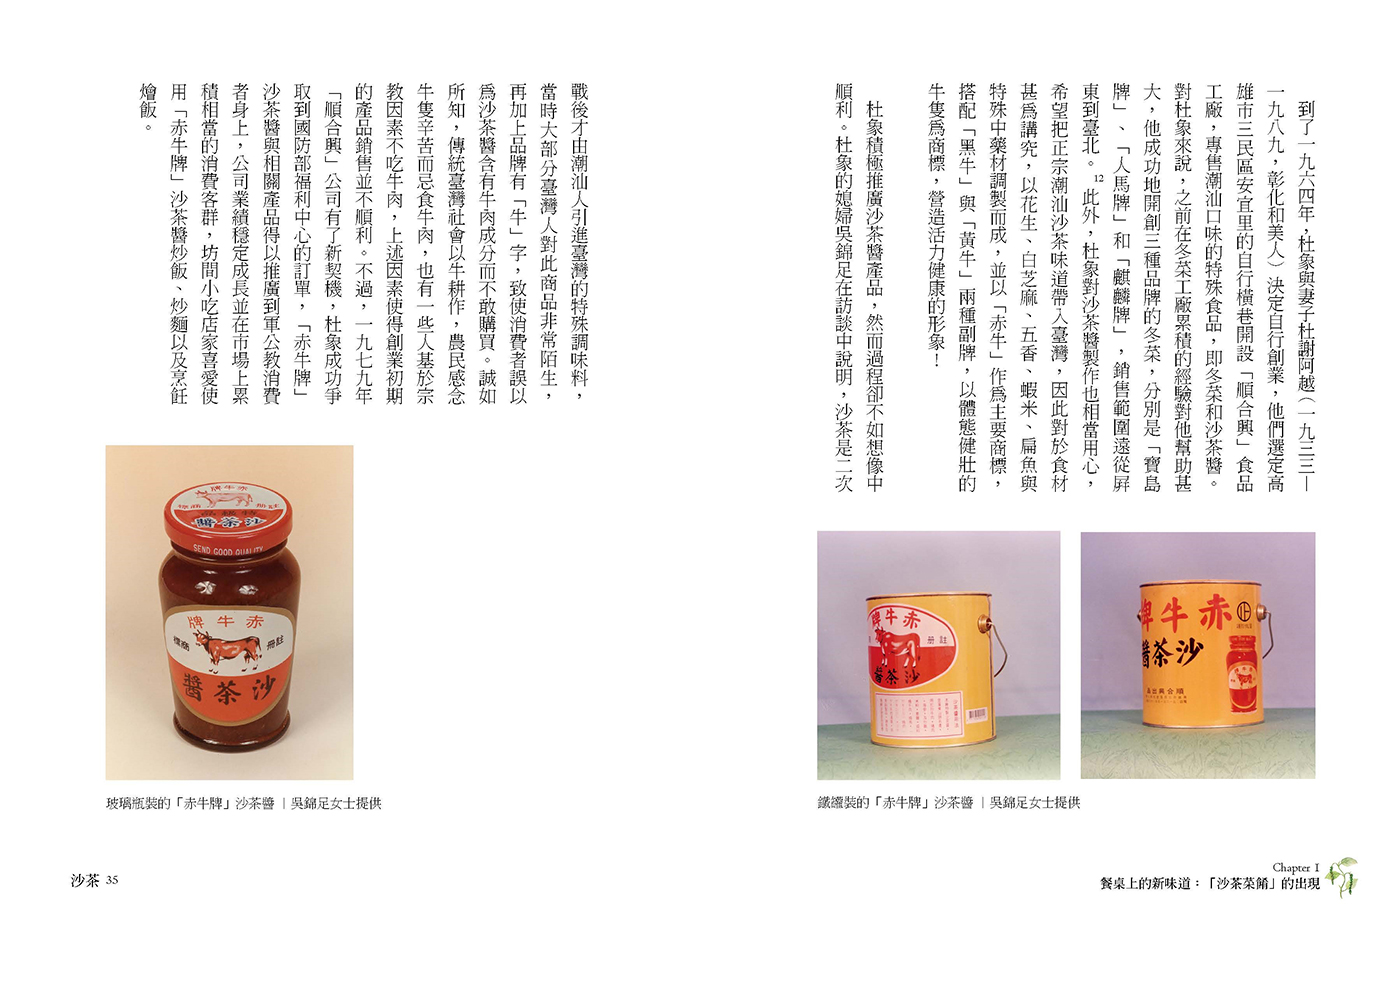 到了一九六四年，杜象與妻子杜謝阿越（一九三三—
一九八九，彰化和美人）決定自行創業，他們選定高
雄市三民區安宜里的自行橫巷開設「順合興」食品
工廠，專售潮汕口味的特殊食品，即冬菜和沙茶醬。
對杜象來說，之前在冬菜工廠累積的經驗對他幫助甚
大，他成功地開創三種品牌的冬菜，分別是「寶島
牌」、「人馬牌」和「麒麟牌」，銷售範圍遠從屏
東到臺北。12此外，杜象對沙茶醬製作也相當用心，
希望把正宗潮汕沙茶味道帶入臺灣，因此對於食材
甚為講究，以花生、白芝麻、五香、蝦米、扁魚與
特殊中藥材調製而成，並以「赤牛」作為主要商標，
搭配「黑牛」與「黃牛」兩種副牌，以體態健壯的
牛隻為商標，營造活力健康的形象！
杜象積極推廣沙茶醬產品，然而過程卻不如想像中
順利。杜象的媳婦吳錦足在訪談中說明，沙茶是二次
赤牛牌
註冊
沙茶醬
赤牛牌
沙茶醬
順合興出品
鐵罐裝的「赤牛牌」沙茶醬｜吳錦足女士提供
Chapter 1
餐桌上的新味道：「沙茶菜餚」的出現
戰後才由潮汕人引進臺灣的特殊調味料，
當時大部分臺灣人對此商品非常陌生，
再加上品牌有「牛」字，致使消費者誤以
為沙茶醬含有牛肉成分而不敢購買。誠如
所知，傳統臺灣社會以牛耕作，農民感念
牛隻辛苦而忌食牛肉，也有一些人基於宗
教因素不吃牛肉，上述因素使得創業初期
的產品銷售並不順利。不過，一九七九年
「順合興」公司有了新契機，杜象成功爭
取到國防部福利中心的訂單，「赤牛牌」
沙茶醬與相關產品得以推廣到軍公教消費
者身上，公司業績穩定成長並在市場上累
積相當的消費客群，坊間小吃店家喜愛使
用「赤牛牌」沙茶醬炒飯、炒麵以及烹飪
燴飯。
赤牛牌
註冊商標
特級品
沙茶醬
SEND GOOD QUALITY
赤牛牌
註冊商標
沙茶醬
玻璃瓶裝的「赤牛牌」沙茶醬｜吳錦足女士提供
沙茶 35